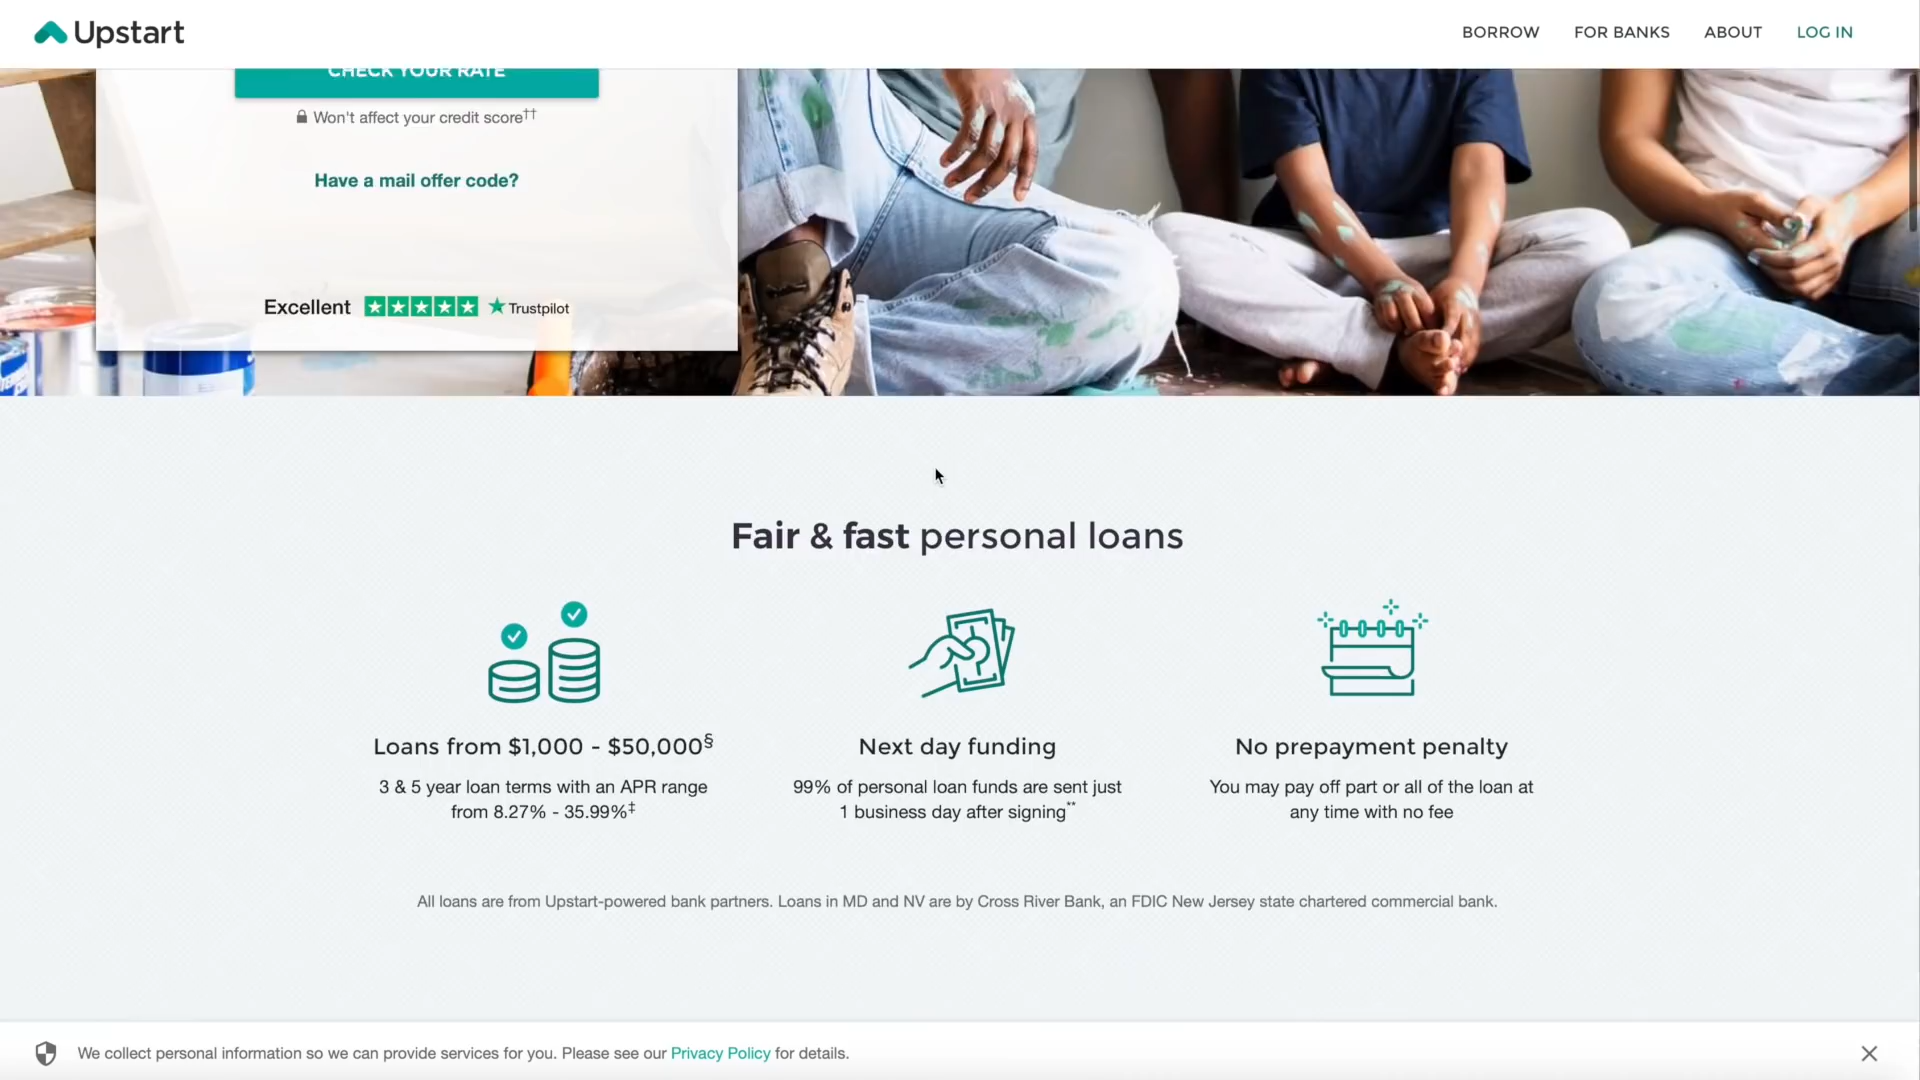 Upstart
BORROW
FOR BANKS
ABOUT
LOG IN
CHECK YOUR RATE
Won't affect your credit score††
Have a mail offer code?
Excellent
Trustpilot
Fair & fast personal loans
Loans from $1,000 - $50,000§
3 & 5 year loan terms with an APR range
from 8.27% - 35.99%‡
Next day funding
99% of personal loan funds are sent just
1 business day after signing**
No prepayment penalty
You may pay off part or all of the loan at
any time with no fee
All loans are from Upstart-powered bank partners. Loans in MD and NV are by Cross River Bank, an FDIC New Jersey state chartered commercial bank.
We collect personal information so we can provide services for you. Please see our Privacy Policy for details.